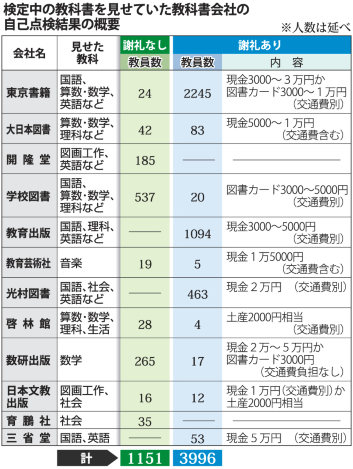 検定中の教科書を見せていた教科書会社の
自己点検結果の概要
※人数は延べ
会社名 見せた教科 謝礼なし 謝礼あり
教員数 教員数 内 容
東京書籍 国語、算数・数学、英語など 24 2245 現金3000〜3万円か図書カード3000〜1万円(交通費別)
大日本図書 算数・数学、理科など 42 83 現金5000〜1万円(交通費含む)
開隆堂 図画工作、英語など 185 ―― ――
学校図書 国語、算数・数学、理科など 537 20 図書カード3000〜5000円(交通費別)
教育出版 国語、理科、英語など ―― 1094 現金3000〜5000円(交通費別)
教育芸術社 音楽 19 5 現金1万5000円(交通費含む)
光村図書 国語、社会、英語など ―― 463 現金2万円 (交通費別)
啓林館 算数・数学、理科、生活 28 4 土産2000円相当(交通費別)
数研出版 数学 265 17 現金2万〜5万円か図書カード3000円(交通費負担なし)
日本文教出版 図画工作、社会 16 12 現金1万円(交通費別)か土産2000円相当
育鵬社 社会 35 ―― ――
三省堂 国語、英語 ―― 53 現金5万円 (交通費別)
計 1151 3996